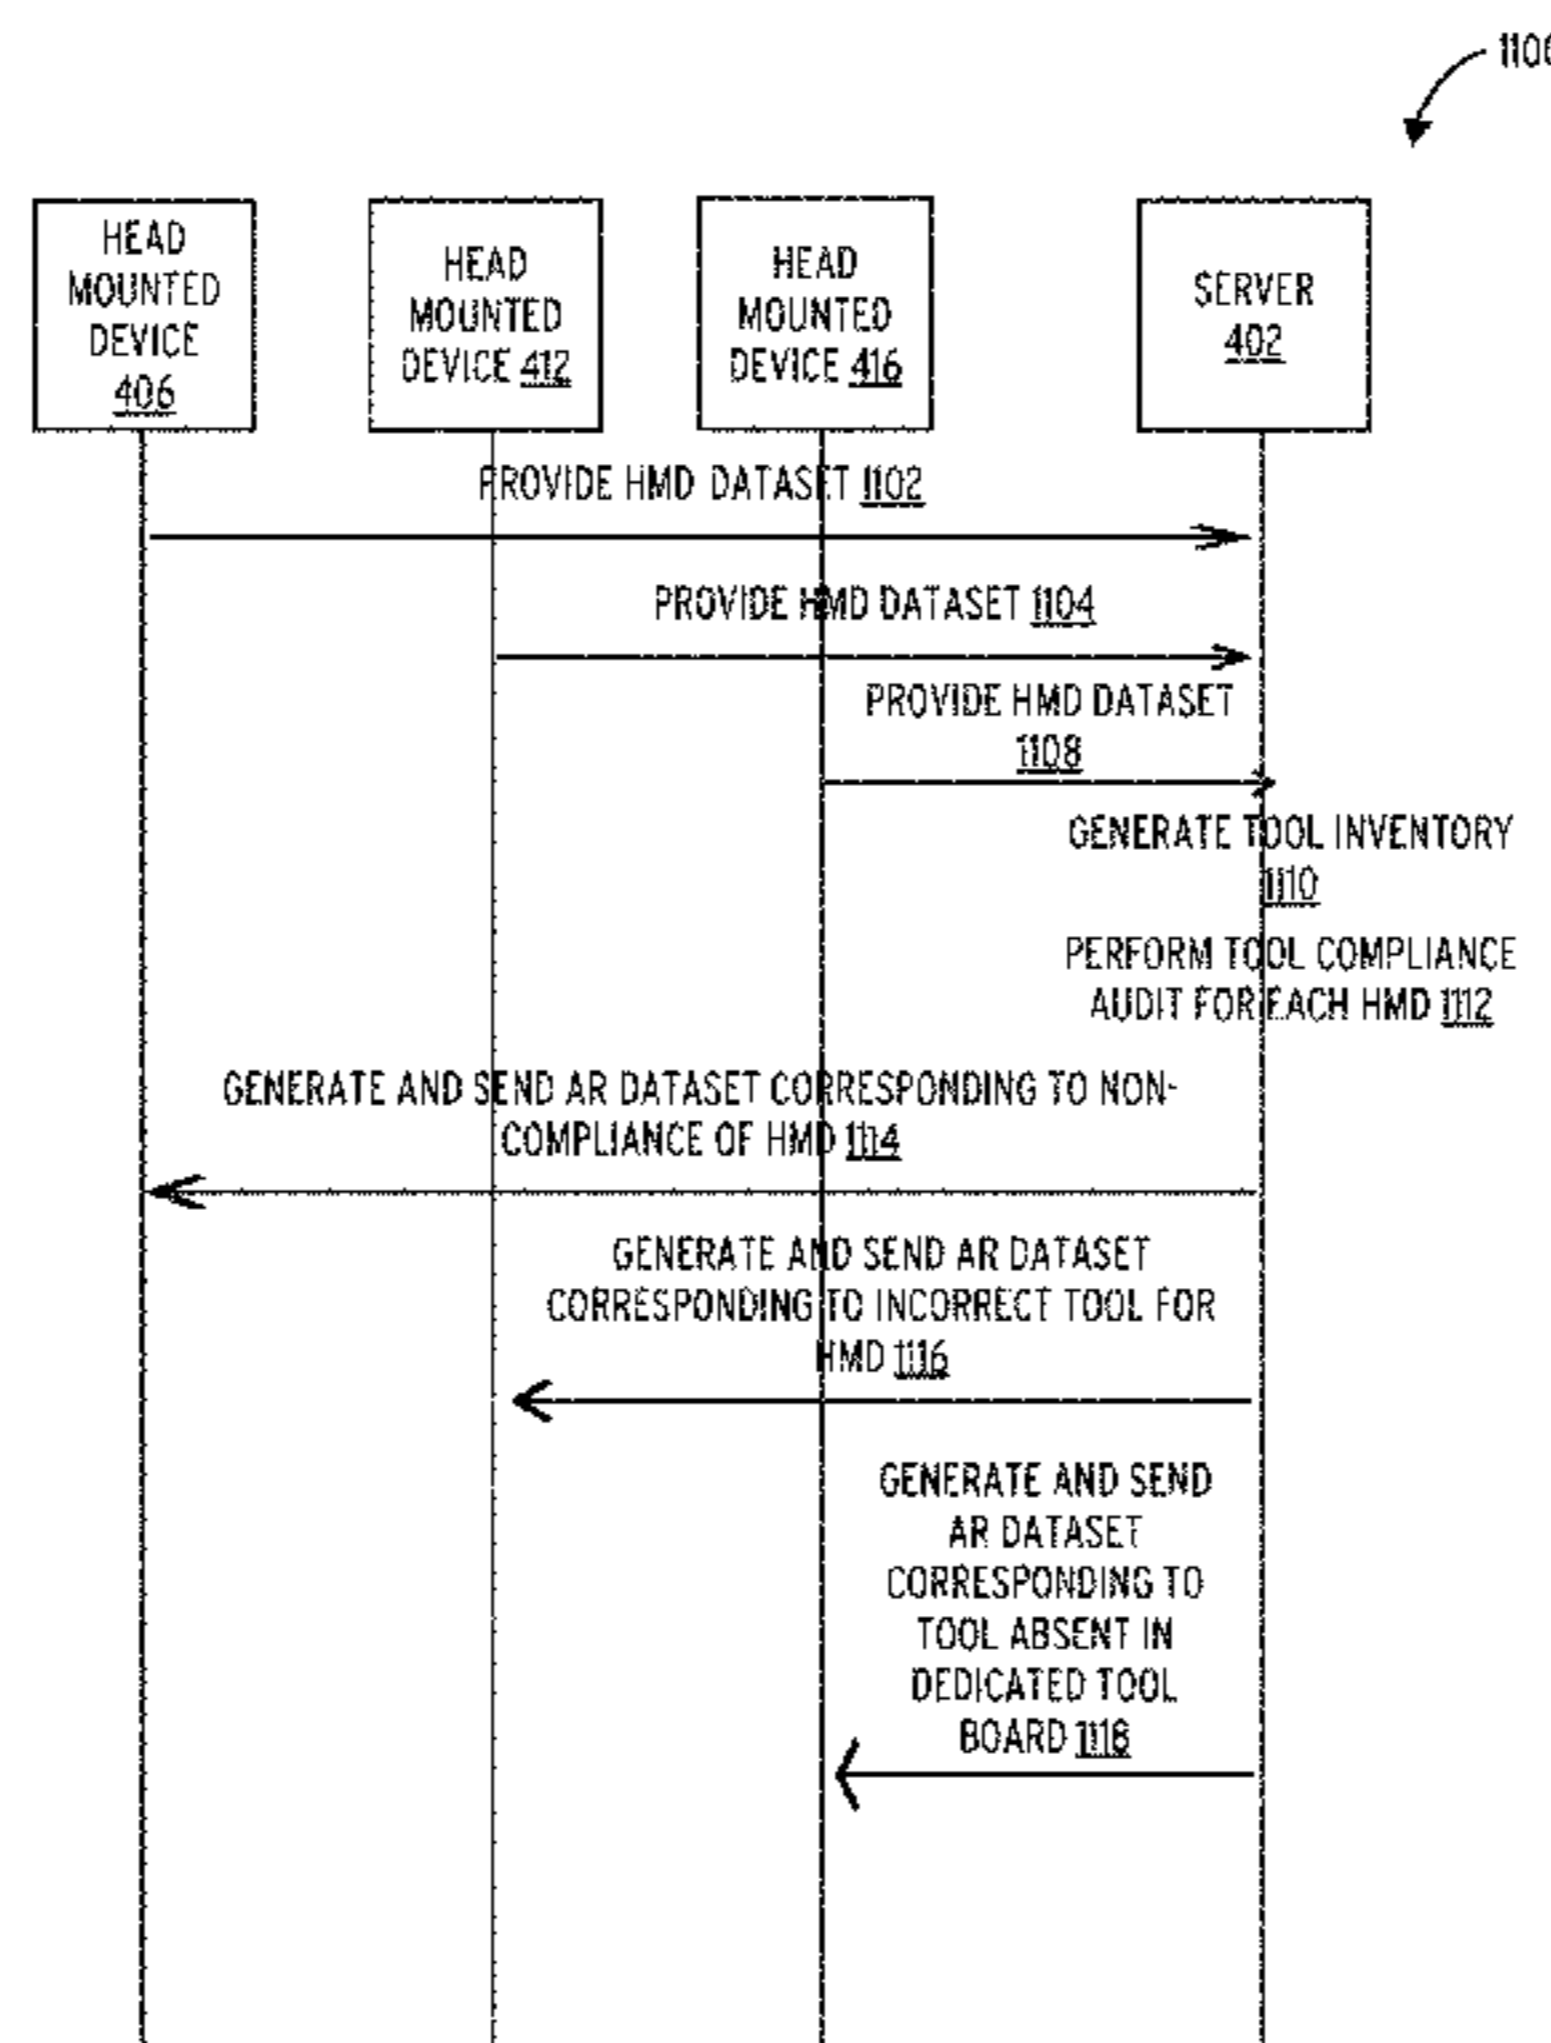 1100
HEAD
MOUNTED
DEVICE
406
HEAD
MOUNTED
DEVICE 412
HEAD
MOUNTED
DEVICE 416
SERVER
402
PROVIDE HMD DATASET 1102
PROVIDE HMD DATASET 1104
PROVIDE HMD DATASET
1108
GENERATE TOOL INVENTORY
1110
PERFORM TOOL COMPLIANCE
AUDIT FOR EACH HMD 1112
GENERATE AND SEND AR DATASET CORRESPONDING TO NON-
COMPLIANCE OF HMD 1114
GENERATE AND SEND AR DATASET
CORRESPONDING TO INCORRECT TOOL FOR
HMD 1116
GENERATE AND SEND
AR DATASET
CORRESPONDING TO
TOOL ABSENT IN
DEDICATED TOOL
BOARD 1118